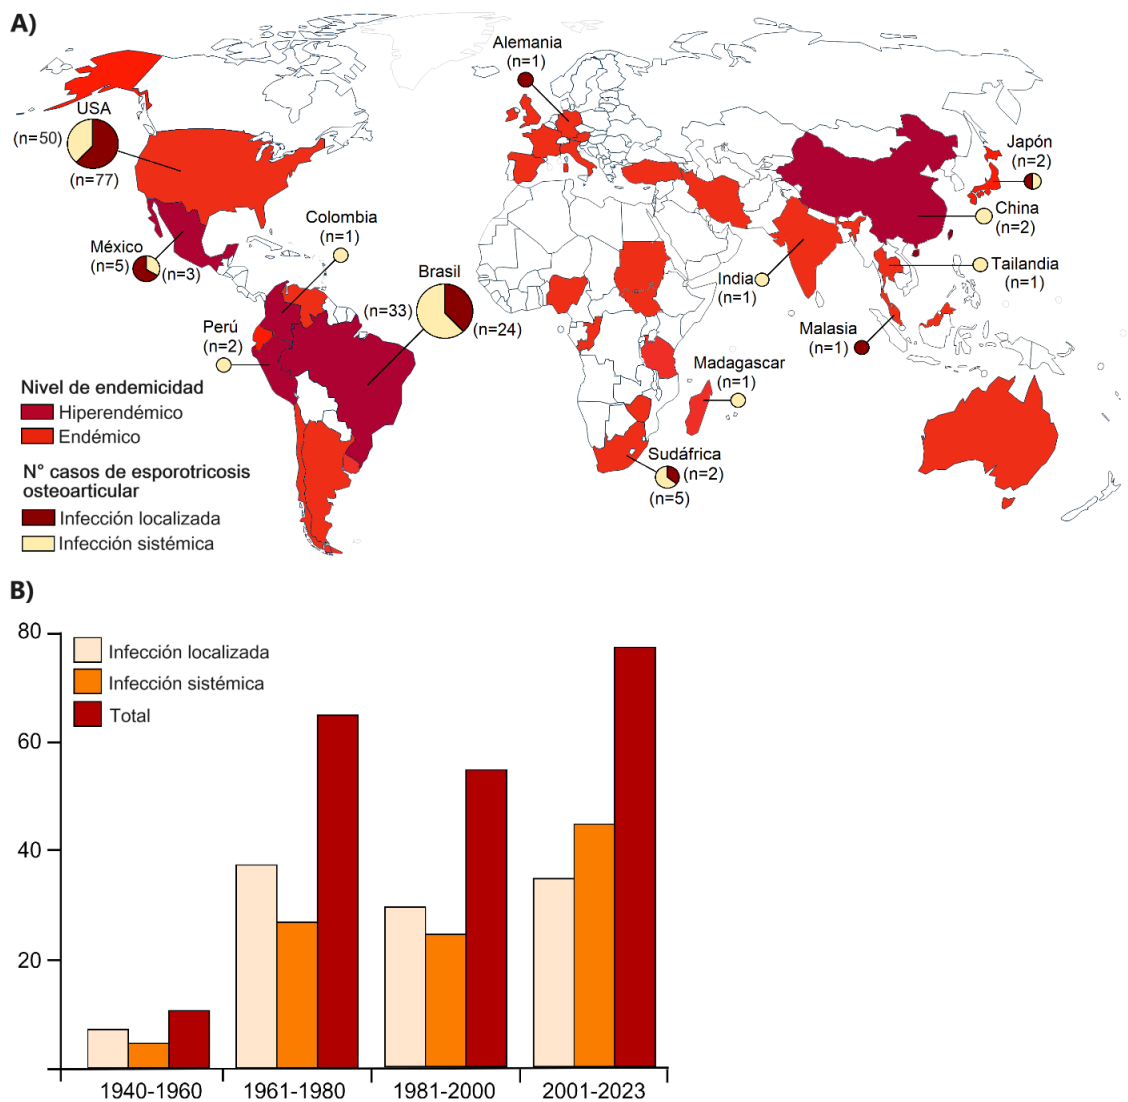 A)
Alemania
(n=1)
USA
(n=50)
(n=77)
Japón
(n=2)
China
(n=2)
Colombia
(n=1)
México
(n=5)
(n=3)
Brasil
(n=33)
(n=24)
India
(n=1)
Tailandia
(n=1)
Perú
(n=2)
Malasia
(n=1)
Madagascar
(n=1)
Sudáfrica
(n=2)
(n=5)
Nivel de endemicidad
Hiperendémico
Endémico
N° casos de esporotricosis
osteoarticular
Infección localizada
Infección sistémica
B)
80
60
40
20
Infección localizada
Infección sistémica
Total
1940-1960
1961-1980
1981-2000
2001-2023